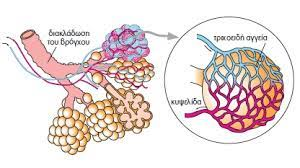 διακλάδωση
του βρόγχου
τριχοειδή αγγεία
κυψελίδα